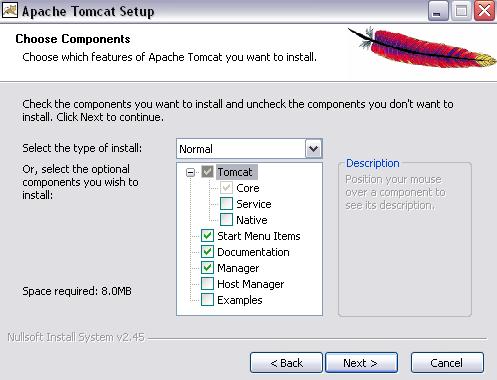 Apache Tomcat Setup
Choose Components
Choose which features of Apache Tomcat you want to install.
Check the components you want to install and uncheck the components you don't want to
install. Click Next to continue.
Select the type of install:
Normal
Or, select the optional
components you wish to
install:
Tomcat
Core
Service
Native
Start Menu Items
Documentation
Manager
Host Manager
Examples
Description
Position your mouse
over a component to
see its description.
Space required: 8.0MB
Nullsoft Install System v2.45
< Back
Next >
Cancel